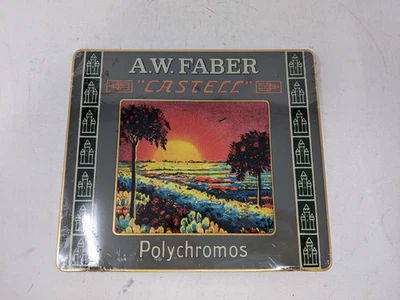 A.W. FABER
"CASTELL"
Polychromos